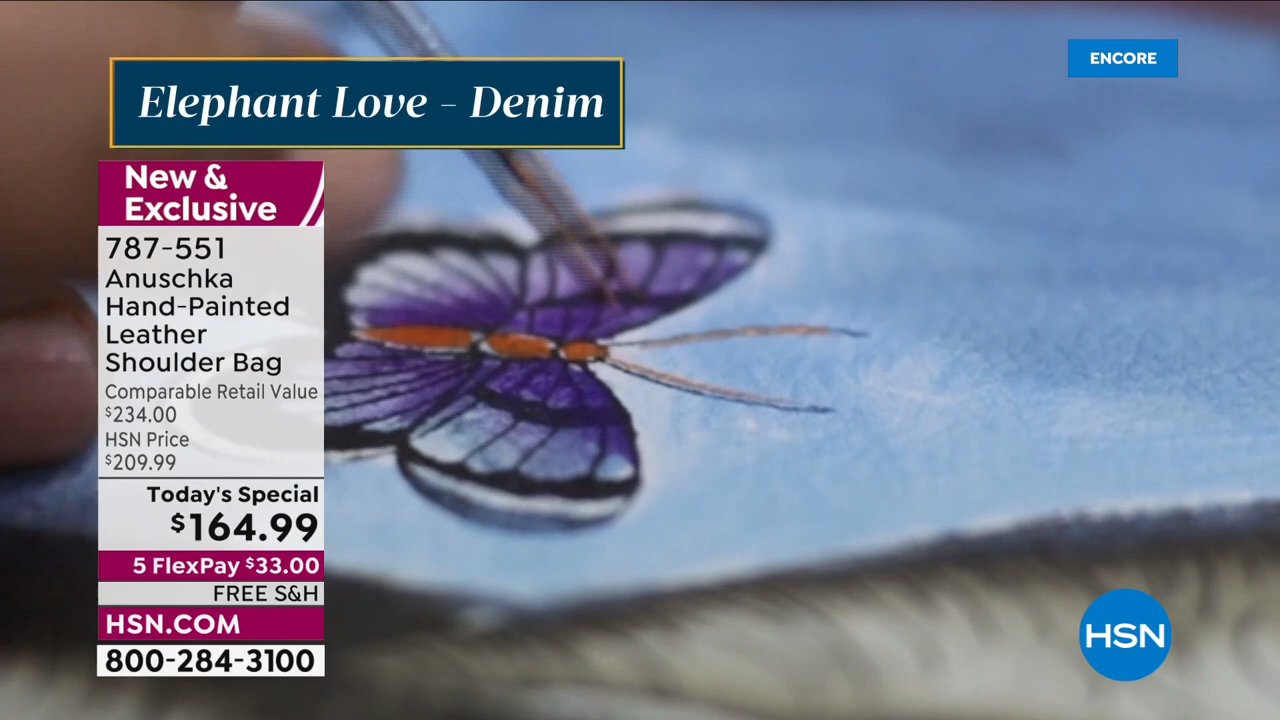 Elephant Love - Denim
ENCORE
New &
Exclusive
787-551
Anuschka
Hand-Painted
Leather
Shoulder Bag
Comparable Retail Value
$234.00
HSN Price
$209.99
Today's Special
$164.99
5 FlexPay $33.00
FREE S&H
HSN.COM
800-284-3100
HSN